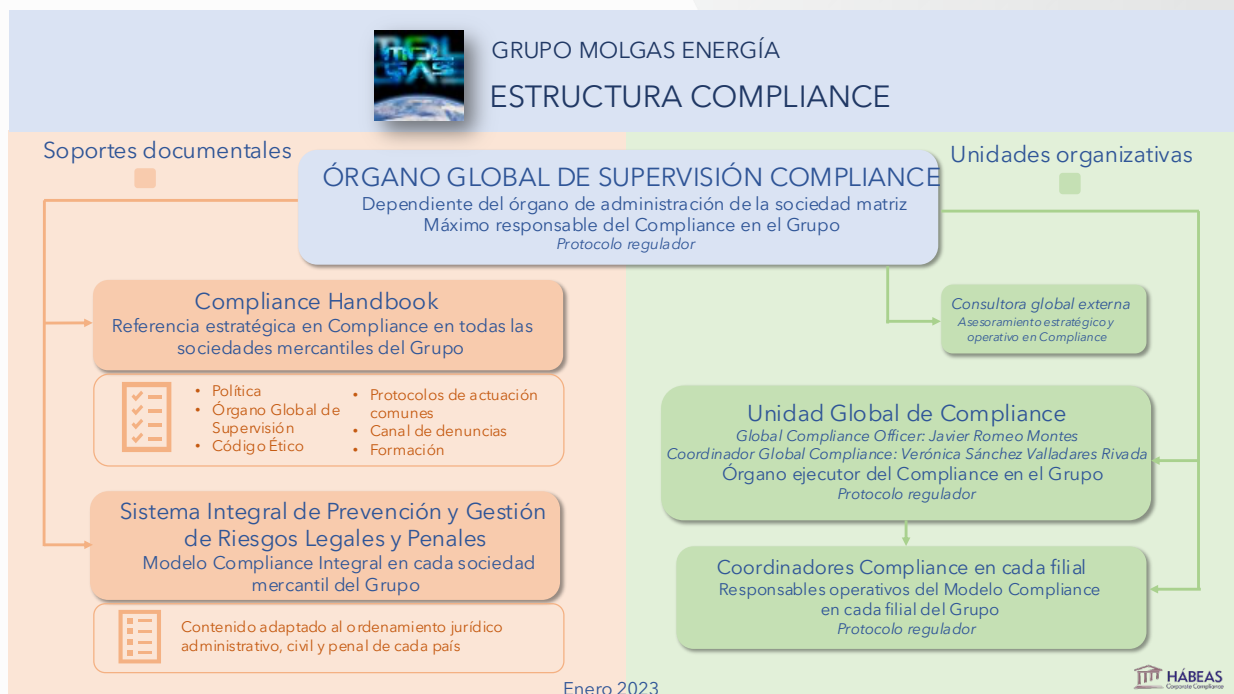 GRUPO MOLGAS ENERGÍA
ESTRUCTURA COMPLIANCE
Soportes documentales
Unidades organizativas
ÓRGANO GLOBAL DE SUPERVISIÓN COMPLIANCE
Dependiente del órgano de administración de la sociedad matriz
Máximo responsable del Compliance en el Grupo
Protocolo regulador
Compliance Handbook
Referencia estratégica en Compliance en todas las
sociedades mercantiles del Grupo
• Política
• Órgano Global de
Supervisión
• Código Ético
• Protocolos de actuación
comunes
• Canal de denuncias
• Formación
Sistema Integral de Prevención y Gestión
de Riesgos Legales y Penales
Modelo Compliance Integral en cada sociedad
mercantil del Grupo
Contenido adaptado al ordenamiento jurídico
administrativo, civil y penal de cada país
Consultora global externa
Asesoramiento estratégico y
operativo en Compliance
Unidad Global de Compliance
Global Compliance Officer: Javier Romeo Montes
Coordinador Global Compliance: Verónica Sánchez Valladares Rivada
Órgano ejecutor del Compliance en el Grupo
Protocolo regulador
Coordinadores Compliance en cada filial
Responsables operativos del Modelo Compliance
en cada filial del Grupo
Protocolo regulador
Enero 2023
HÁBEAS
Corporate Compliance